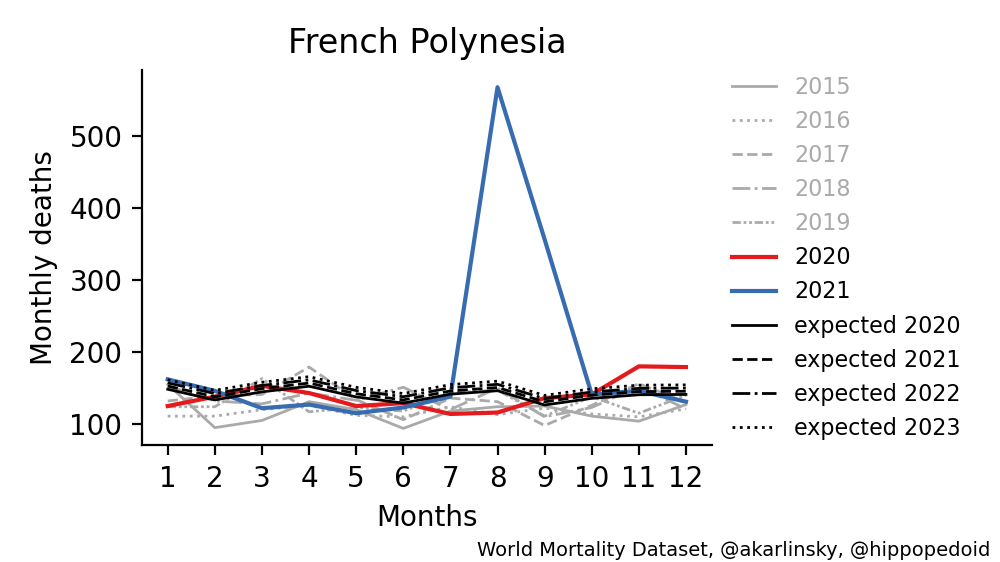 French Polynesia
Monthly deaths
500
400
300
200
100
1 2 3 4 5 6 7 8 9 10 11 12
Months
2015
2016
2017
2018
2019
2020
2021
expected 2020
expected 2021
expected 2022
expected 2023
World Mortality Dataset, @akarlinsky, @hippopedoid